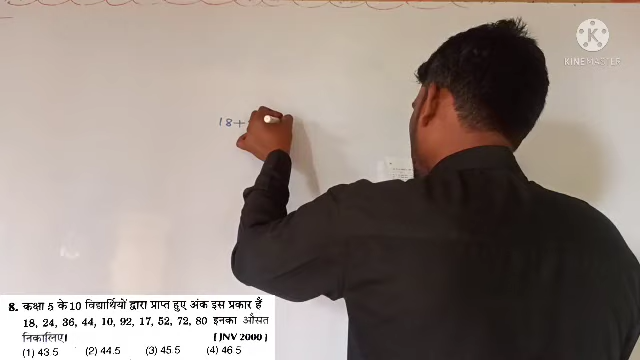 KINEMASTER
18+
8. कक्षा 5 के 10 विद्यार्थियों द्वारा प्राप्त हुए अंक इस प्रकार हैं
18, 24, 36, 44, 10, 92, 17, 52, 72, 80 इनका औसत
निकालिए। [JNV 2000]
(1) 43.5 (2) 44.5 (3) 45.5 (4) 46.5